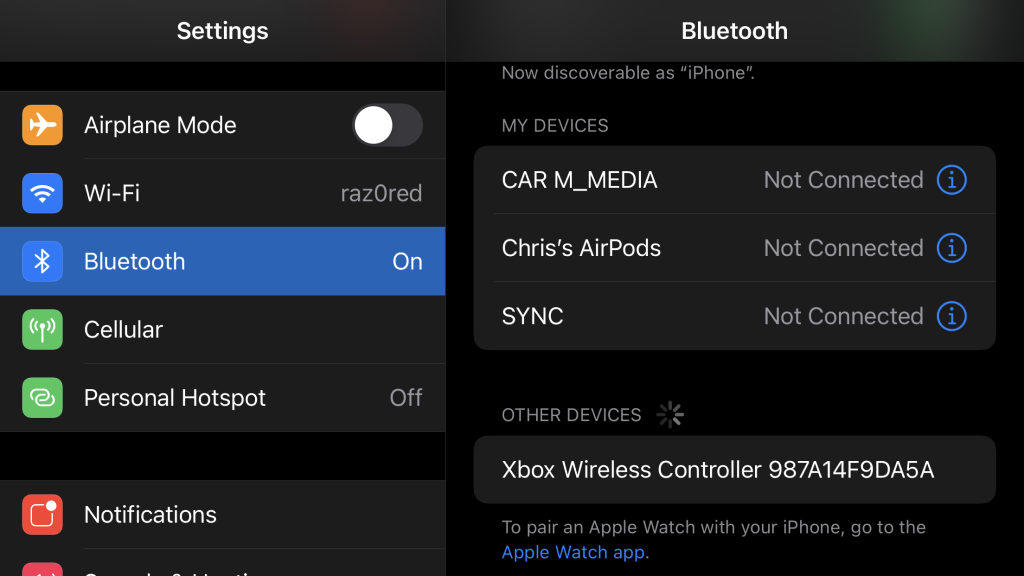 Settings
Airplane Mode
Wi-Fi raz0red
Bluetooth On
Cellular
Personal Hotspot Off
Notifications
Bluetooth
Now discoverable as “iPhone”.
MY DEVICES
CAR M_MEDIA Not Connected
Chris’s AirPods Not Connected
SYNC Not Connected
OTHER DEVICES
Xbox Wireless Controller 987A14F9DA5A
To pair an Apple Watch with your iPhone, go to the
Apple Watch app.